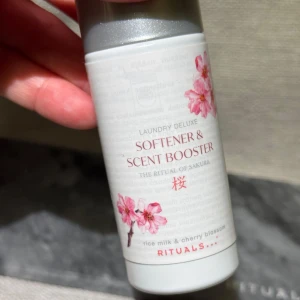 LAUNDRY DELUXE
SOFTENER &
SCENT BOOSTER
THE RITUAL OF SAKURA
桜
rice milk & cherry blossom
RITUALS...